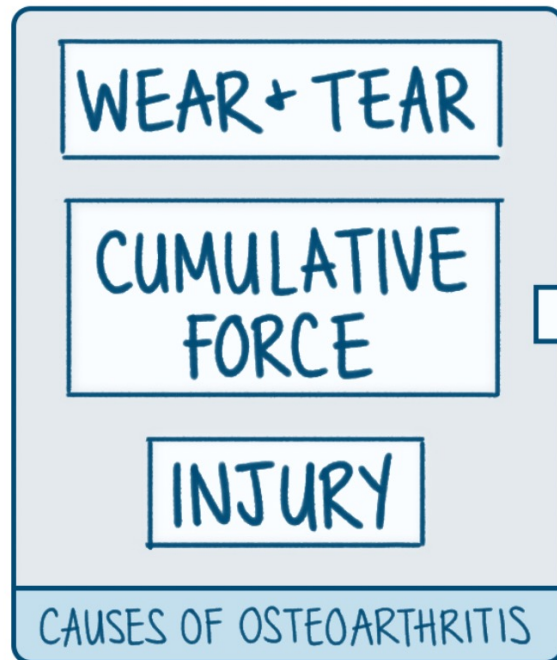 WEAR + TEAR
CUMULATIVE
FORCE
INJURY
CAUSES OF OSTEOARTHRITIS